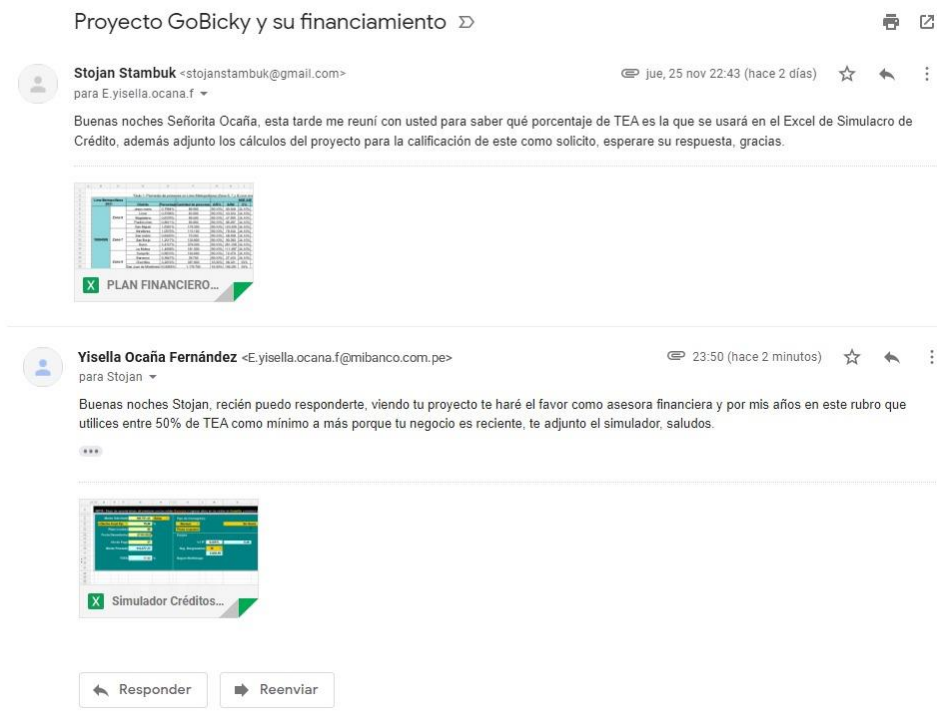 Proyecto GoBicky y su financiamiento
Stojan Stambuk <stojanstambuk@gmail.com>
jue, 25 nov 22:43 (hace 2 días)
para E.yisella.ocana.f
Buenas noches Señorita Ocaña, esta tarde me reuní con usted para saber qué porcentaje de TEA es la que se usará en el Excel de Simulacro de
Crédito, además adjunto los cálculos del proyecto para la calificación de este como solicito, esperare su respuesta, gracias.
X PLAN FINANCIERO...
Yisella Ocaña Fernández <E.yisella.ocana.f@mibanco.com.pe>
23:50 (hace 2 minutos)
para Stojan
Buenas noches Stojan, recién puedo responderte, viendo tu proyecto te haré el favor como asesora financiera y por mis años en este rubro que
utilices entre 50% de TEA como mínimo a más porque tu negocio es reciente, te adjunto el simulador, saludos.
X Simulador Créditos...
Responder
Reenviar